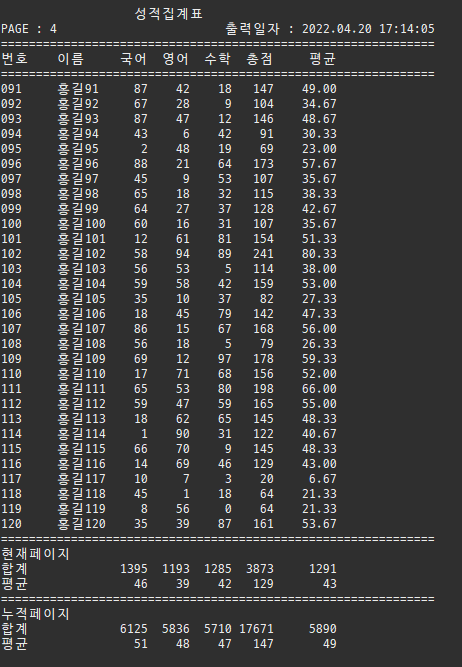 성적집계표
PAGE : 4 출력일자 : 2022.04.20 17:14:05
==============================================================
번호 이름 국어 영어 수학 총점 평균
==============================================================
091 홍길91 87 42 18 147 49.00
092 홍길92 67 28 9 104 34.67
093 홍길93 87 47 12 146 48.67
094 홍길94 43 6 42 91 30.33
095 홍길95 2 48 19 69 23.00
096 홍길96 88 21 64 173 57.67
097 홍길97 45 9 53 107 35.67
098 홍길98 65 18 32 115 38.33
099 홍길99 64 27 37 128 42.67
100 홍길100 60 16 31 107 35.67
101 홍길101 12 61 81 154 51.33
102 홍길102 58 94 89 241 80.33
103 홍길103 56 53 5 114 38.00
104 홍길104 59 58 42 159 53.00
105 홍길105 35 10 37 82 27.33
106 홍길106 18 45 79 142 47.33
107 홍길107 86 15 67 168 56.00
108 홍길108 56 18 5 79 26.33
109 홍길109 69 12 97 178 59.33
110 홍길110 17 71 68 156 52.00
111 홍길111 65 53 80 198 66.00
112 홍길112 59 47 59 165 55.00
113 홍길113 18 62 65 145 48.33
114 홍길114 1 90 31 122 40.67
115 홍길115 66 70 9 145 48.33
116 홍길116 14 69 46 129 43.00
117 홍길117 10 7 3 20 6.67
118 홍길118 45 1 18 64 21.33
119 홍길119 8 56 0 64 21.33
120 홍길120 35 39 87 161 53.67
==============================================================
현재페이지
합계 1395 1193 1285 3873 1291
평균 46 39 42 129 43
==============================================================
누적페이지
합계 6125 5836 5710 17671 5890
평균 51 48 47 147 49